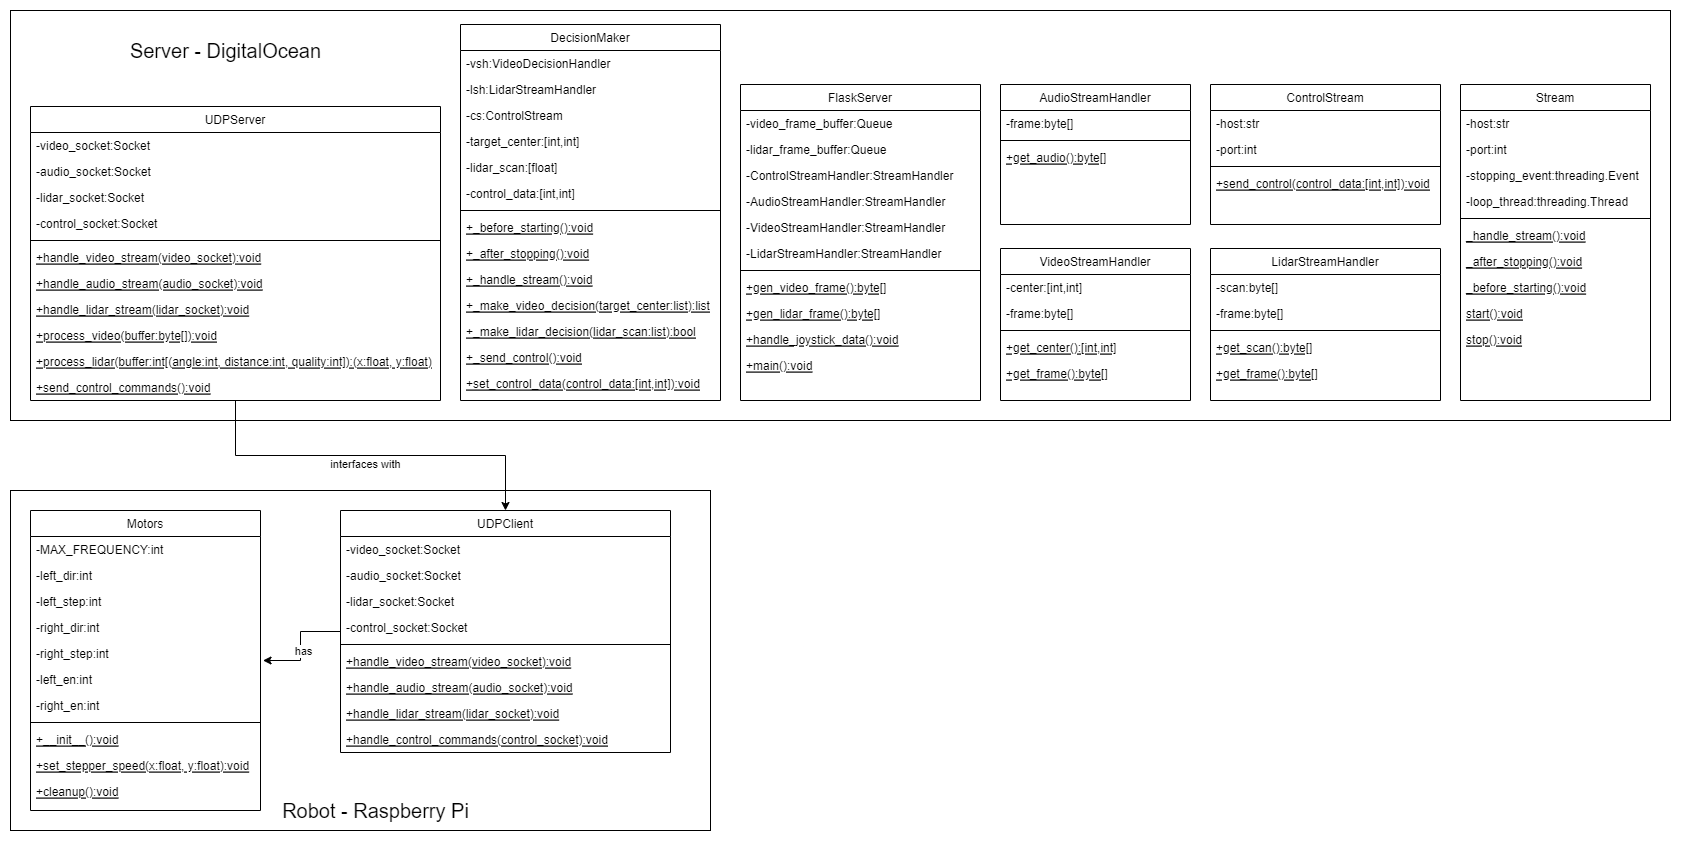 Server - DigitalOcean
UDPServer
-video_socket:Socket
-audio_socket:Socket
-lidar_socket:Socket
-control_socket:Socket
+handle_video_stream(video_socket):void
+handle_audio_stream(audio_socket):void
+handle_lidar_stream(lidar_socket):void
+process_video(buffer:byte[]):void
+process_lidar(buffer:int[(angle:int, distance:int, quality:int]):(x:float, y:float)
+send_control_commands():void
DecisionMaker
-vsh:VideoDecisionHandler
-lsh:LidarStreamHandler
-cs:ControlStream
-target_center:[int,int]
-lidar_scan:[float]
-control_data:[int,int]
+_before_starting():void
+_after_stopping():void
+_handle_stream():void
+_make_video_decision(target_center:list):list
+_make_lidar_decision(lidar_scan:list):bool
+_send_control():void
+set_control_data(control_data:[int,int]):void
FlaskServer
-video_frame_buffer:Queue
-lidar_frame_buffer:Queue
-ControlStreamHandler:StreamHandler
-AudioStreamHandler:StreamHandler
-VideoStreamHandler:StreamHandler
-LidarStreamHandler:StreamHandler
+gen_video_frame():byte[]
+gen_lidar_frame():byte[]
+handle_joystick_data():void
+main():void
AudioStreamHandler
-frame:byte[]
+get_audio():byte[]
ControlStream
-host:str
-port:int
+send_control(control_data:[int,int]):void
VideoStreamHandler
-center:[int,int]
-frame:byte[]
+get_center():[int,int]
+get_frame():byte[]
LidarStreamHandler
-scan:byte[]
-frame:byte[]
+get_scan():byte[]
+get_frame():byte[]
Stream
-host:str
-port:int
-stopping_event:threading.Event
-loop_thread:threading.Thread
_handle_stream():void
_after_stopping():void
_before_starting():void
start():void
stop():void
interfaces with
Motors
-MAX_FREQUENCY:int
-left_dir:int
-left_step:int
-right_dir:int
-right_step:int
-left_en:int
-right_en:int
+__init__():void
+set_stepper_speed(x:float, y:float):void
+cleanup():void
has
UDPClient
-video_socket:Socket
-audio_socket:Socket
-lidar_socket:Socket
-control_socket:Socket
+handle_video_stream(video_socket):void
+handle_audio_stream(audio_socket):void
+handle_lidar_stream(lidar_socket):void
+handle_control_commands(control_socket):void
Robot - Raspberry Pi